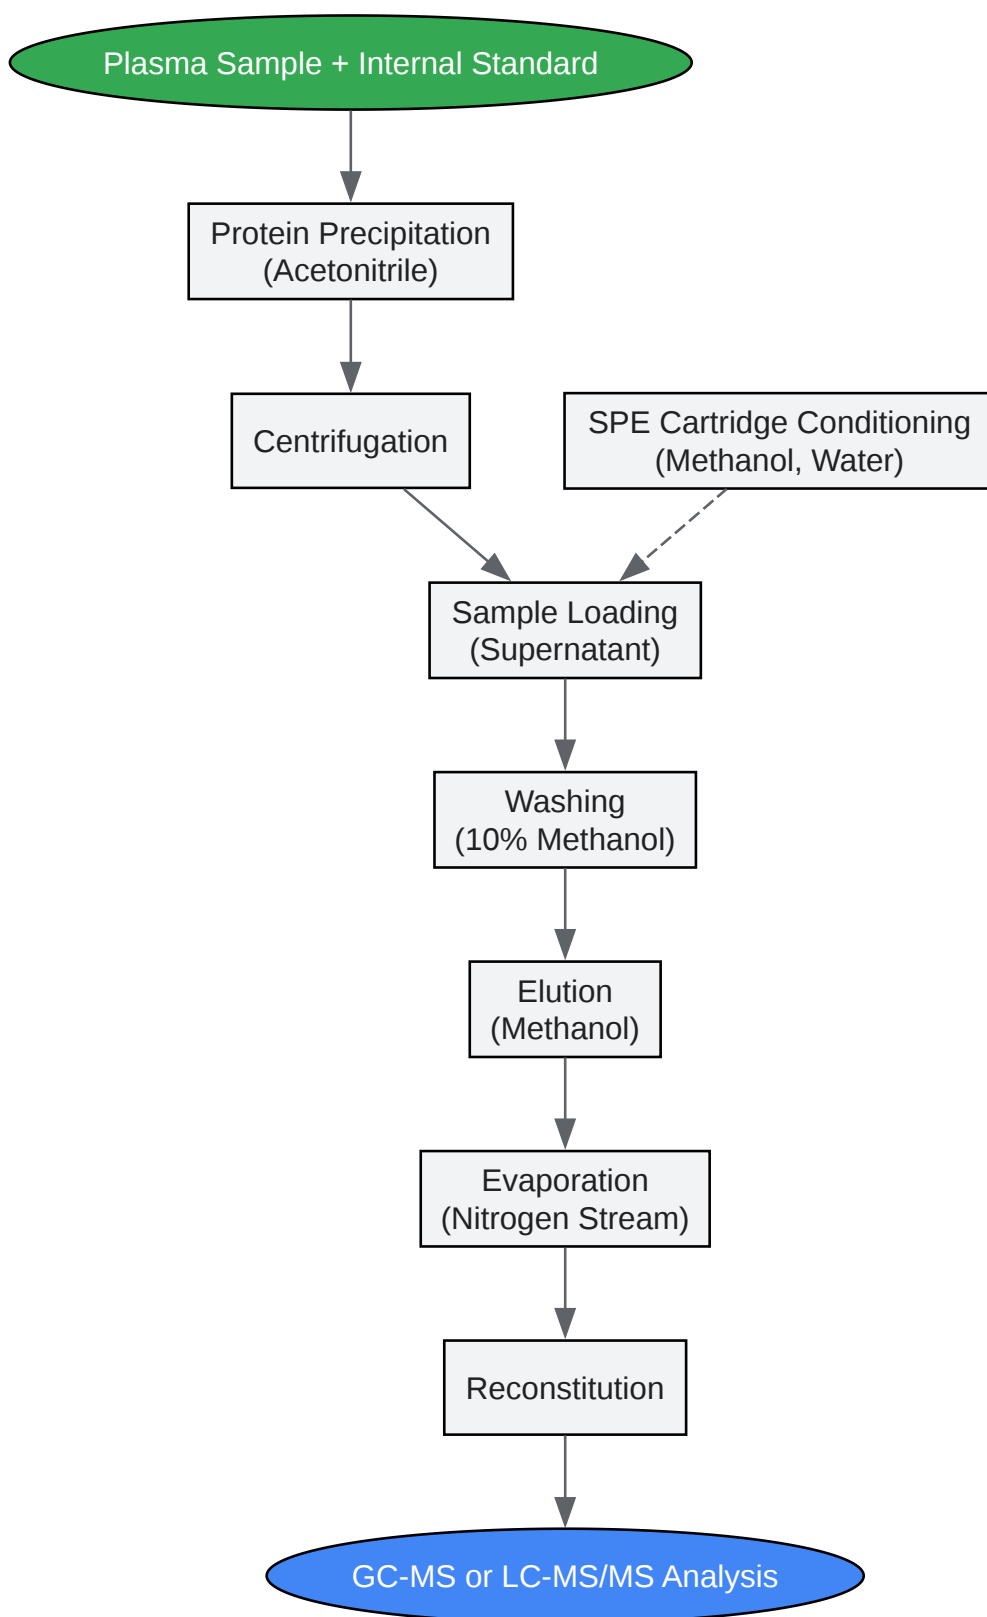 Plasma Sample + Internal Standard
Protein Precipitation
(Acetonitrile)
Centrifugation
SPE Cartridge Conditioning
(Methanol, Water)
Sample Loading
(Supernatant)
Washing
(10% Methanol)
Elution
(Methanol)
Evaporation
(Nitrogen Stream)
Reconstitution
GC-MS or LC-MS/MS Analysis